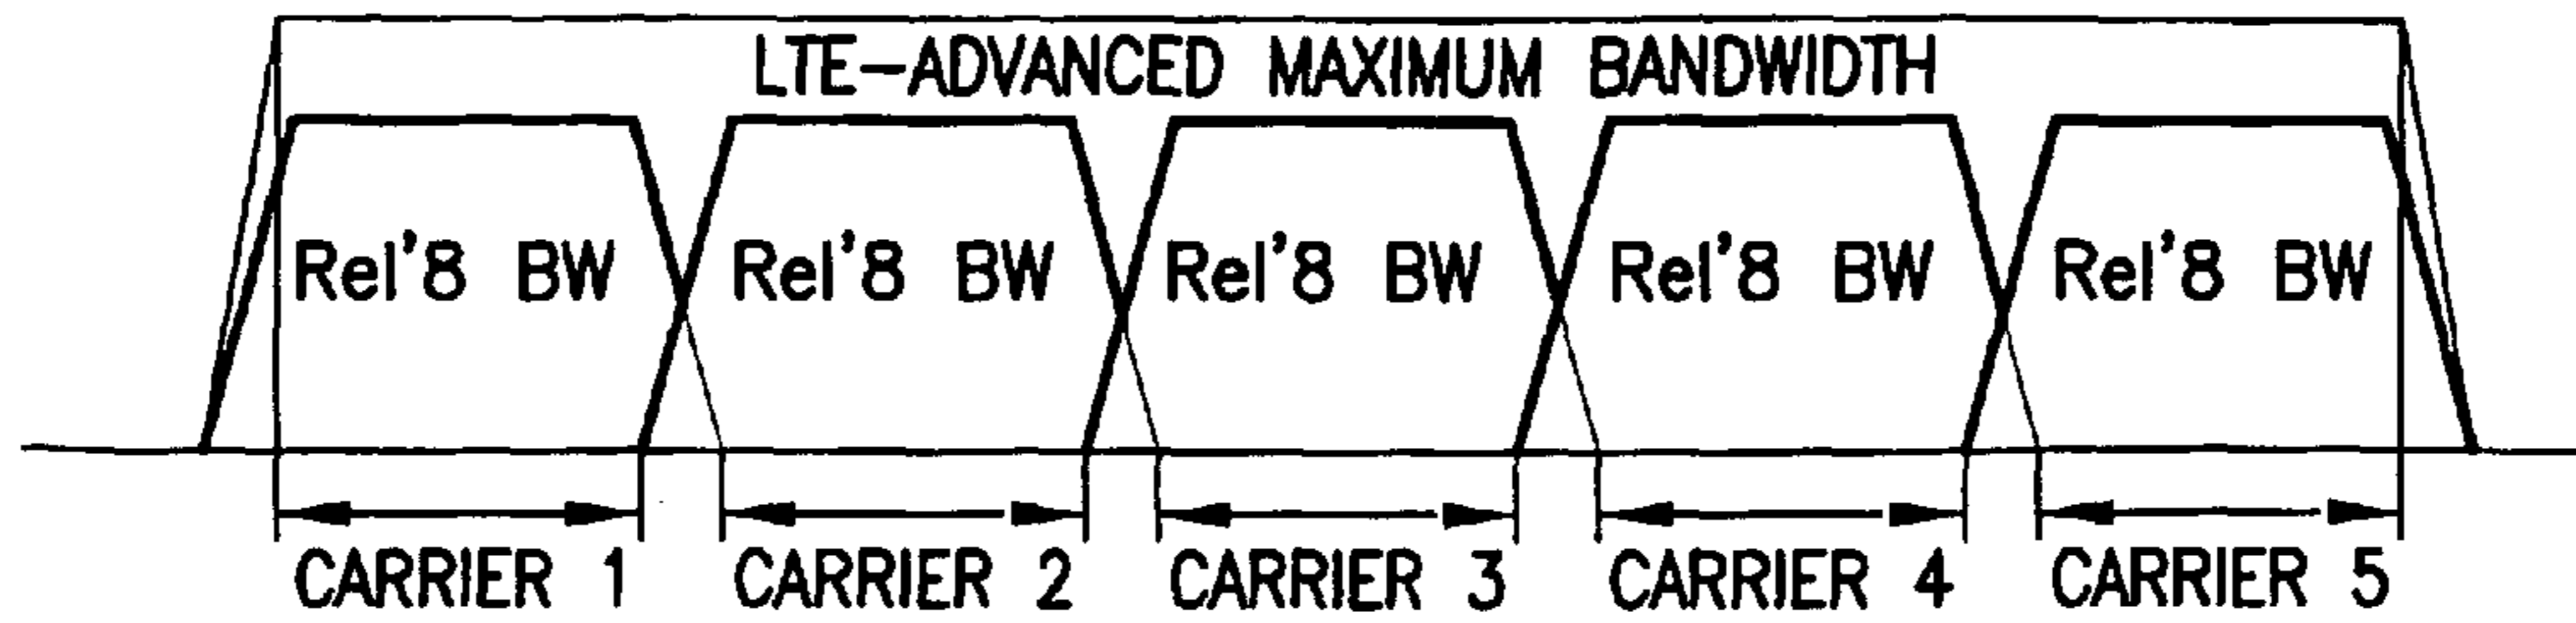 LTE-ADVANCED MAXIMUM BANDWIDTH
Rel'8 BW Rel'8 BW Rel'8 BW Rel'8 BW Rel'8 BW
CARRIER 1 CARRIER 2 CARRIER 3 CARRIER 4 CARRIER 5